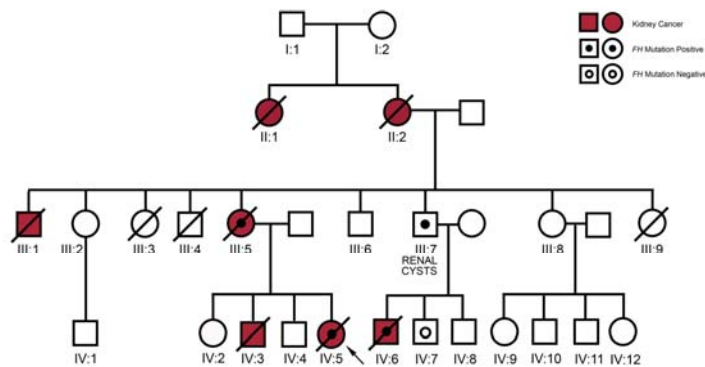 Kidney Cancer
FH Mutation Positive
FH Mutation Negative
I:1 I:2
II:1 II:2
III:1 III:2 III:3 III:4 III:5 III:6 III:7 III:8 III:9
RENAL
CYSTS
IV:1 IV:2 IV:3 IV:4 IV:5 IV:6 IV:7 IV:8 IV:9 IV:10 IV:11 IV:12